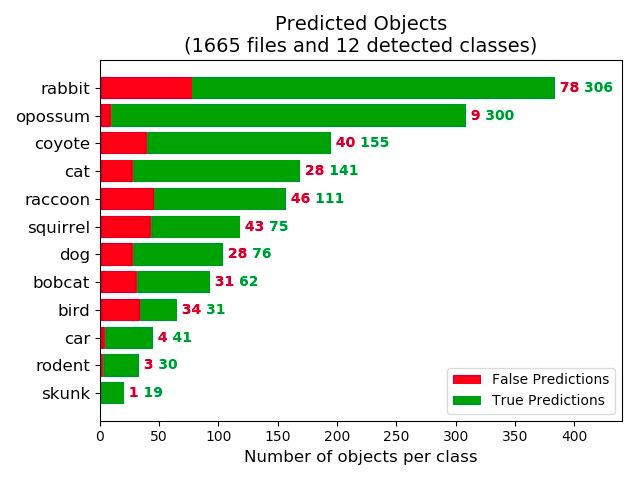 Predicted Objects
(1665 files and 12 detected classes)
rabbit 78 306
opossum 9 300
coyote 40 155
cat 28 141
raccoon 46 111
squirrel 43 75
dog 28 76
bobcat 31 62
bird 34 31
car 4 41
rodent 3 30
skunk 1 19
False Predictions
True Predictions
0 50 100 150 200 250 300 350 400
Number of objects per class